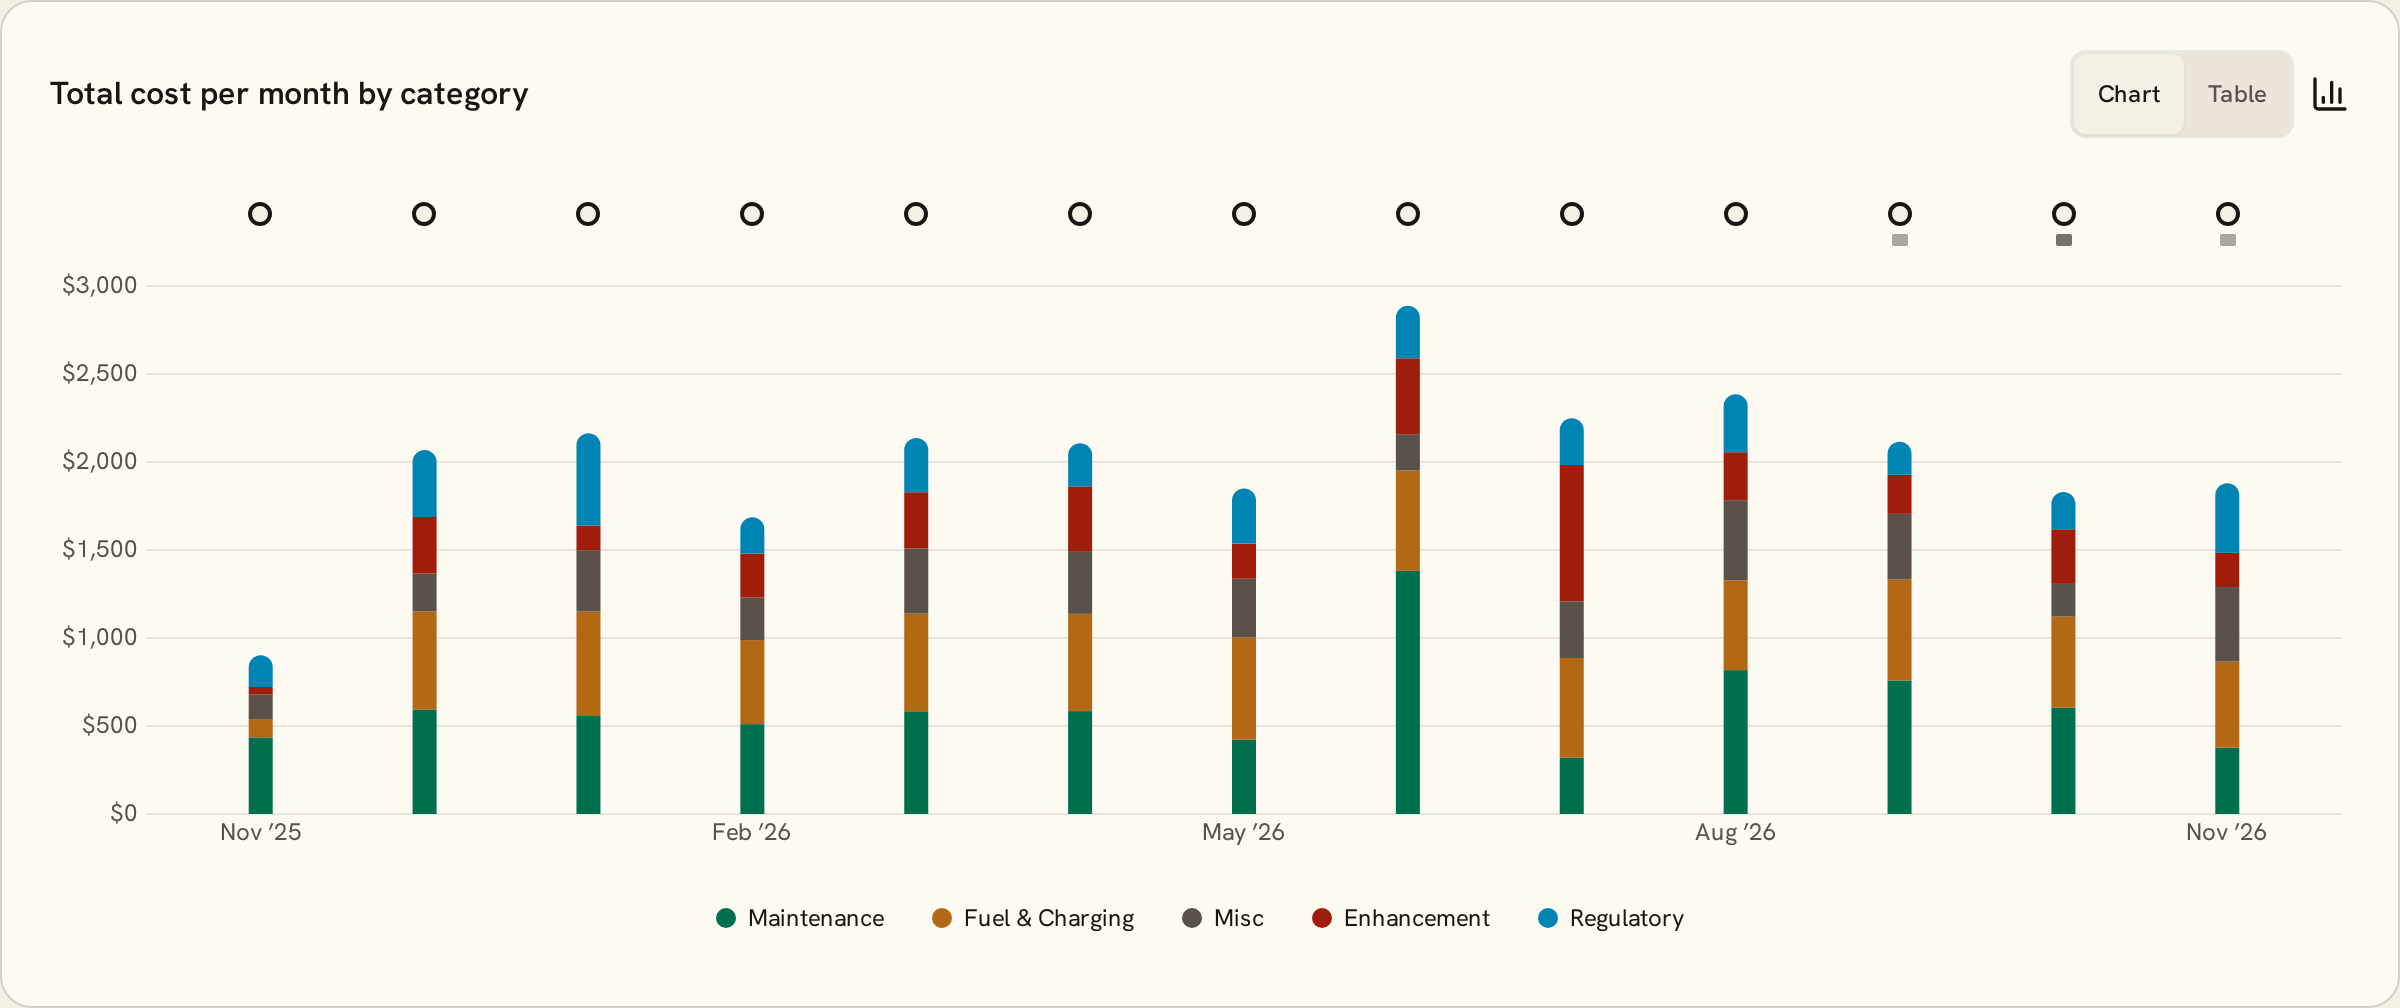 Total cost per month by category
Chart
Table
$3,000
$2,500
$2,000
$1,500
$1,000
$500
$0
Nov ’25
Feb ’26
May ’26
Aug ’26
Nov ’26
Maintenance
Fuel & Charging
Misc
Enhancement
Regulatory